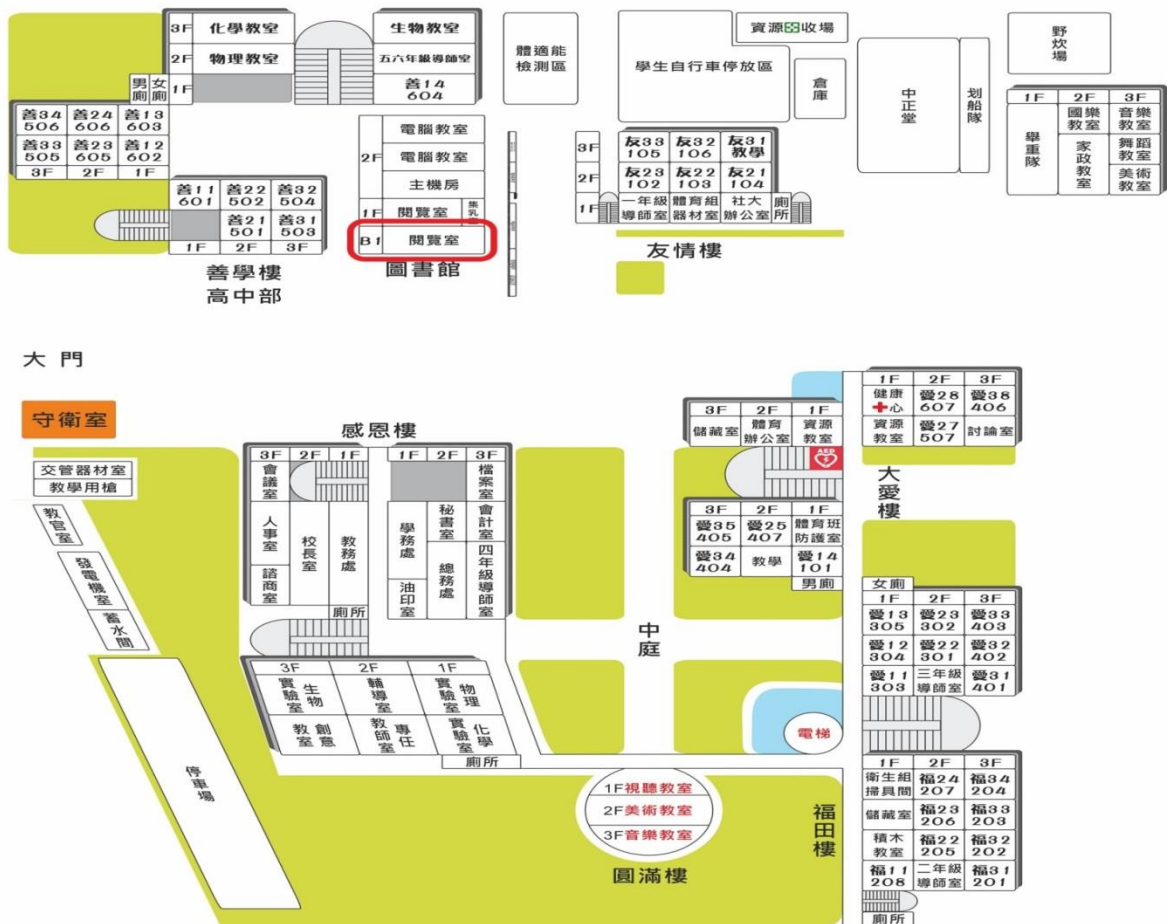 3F 化學教室 生物教室
2F 物理教室 五六年級導師室
男廁 女廁 1F 善14 604
善34 506 善24 606 善13 603
善33 505 善23 605 善12 602
3F 2F 1F
善11 601 善22 502 善32 504
善21 501 善31 503
1F 2F 3F
善學樓
高中部
電腦教室
2F 電腦教室
主機房
1F 閱覽室
B1 閱覽室
圖書館
體適能
檢測區
資源收場
學生自行車停放區
倉庫
3F 友33 105 友32 106 友31 教學
2F 友23 102 友22 103 友21 104
1F 一年級導師室 體育組器材室 社大辦公室 廁所
友情樓
中正堂
划船隊
野炊場
1F 2F 3F
舉重隊
國樂教室 音樂教室
家政教室 舞蹈教室
美術教室
大門
守衛室
交管器材室
教學用槍
教官室
發電機室
蓄水間
停車場
感恩樓
3F 2F 1F
會議室
人事室
諮商室
校長室
教務處
廁所
1F 2F 3F
檔案室
學務處 秘書室 會計室
油印室 總務處 四年級導師室
3F 2F 1F
生物實驗室 輔導室 物理實驗室
創意教室 專任教師室 化學實驗室
廁所
中庭
3F 2F 1F
儲藏室 體育辦公室 資源教室
AED
3F 2F 1F
愛35 405 愛25 407 體育班防護室
愛34 404 教學 愛14 101
男廁
1F 2F 3F
健康心 愛28 607 愛38 406
資源教室 愛27 507 討論室
大愛樓
女廁
1F 2F 3F
愛13 305 愛23 302 愛33 403
愛12 304 愛22 301 愛32 402
愛11 303 三年級導師室 愛31 401
電梯
1F 2F 3F
衛生組掃具間 福24 207 福34 204
儲藏室 福23 206 福33 203
積木教室 福22 205 福32 202
福11 208 二年級導師室 福31 201
廁所
福田樓
1F視聽教室
2F美術教室
3F音樂教室
圓滿樓